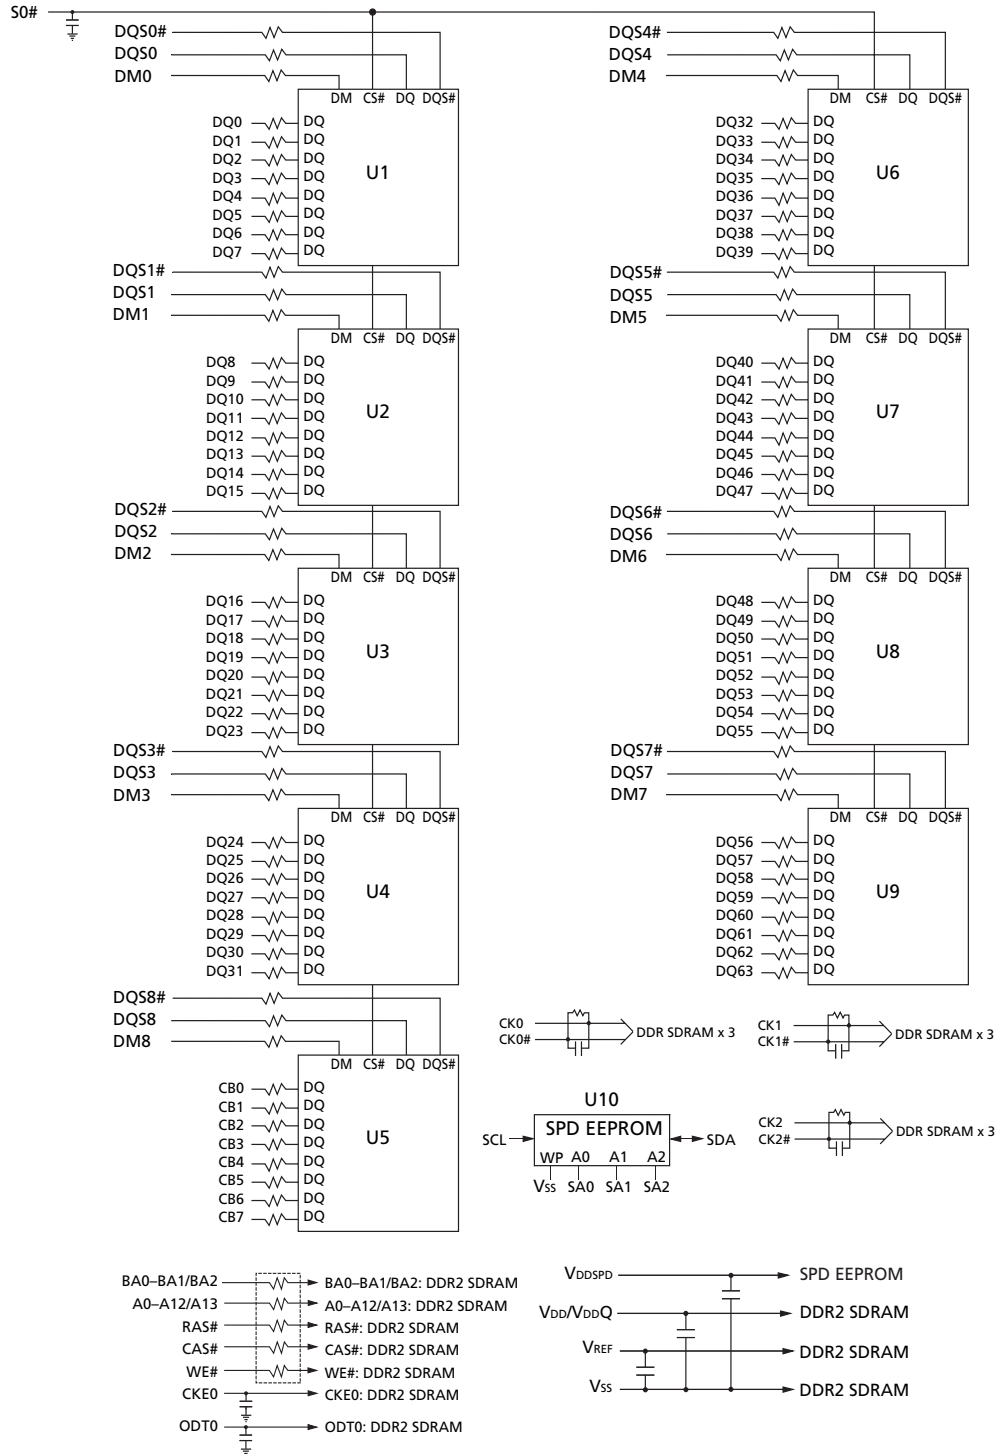 S0#
DQS0#
DQS0
DM0
DM CS# DQ DQS#
DQ0 DQ
DQ1 DQ
DQ2 DQ
DQ3 DQ
DQ4 DQ
DQ5 DQ
DQ6 DQ
DQ7 DQ
U1
DQS1#
DQS1
DM1
DM CS# DQ DQS#
DQ8 DQ
DQ9 DQ
DQ10 DQ
DQ11 DQ
DQ12 DQ
DQ13 DQ
DQ14 DQ
DQ15 DQ
U2
DQS2#
DQS2
DM2
DM CS# DQ DQS#
DQ16 DQ
DQ17 DQ
DQ18 DQ
DQ19 DQ
DQ20 DQ
DQ21 DQ
DQ22 DQ
DQ23 DQ
U3
DQS3#
DQS3
DM3
DM CS# DQ DQS#
DQ24 DQ
DQ25 DQ
DQ26 DQ
DQ27 DQ
DQ28 DQ
DQ29 DQ
DQ30 DQ
DQ31 DQ
U4
DQS8#
DQS8
DM8
DM CS# DQ DQS#
CB0 DQ
CB1 DQ
CB2 DQ
CB3 DQ
CB4 DQ
CB5 DQ
CB6 DQ
CB7 DQ
U5
DQS4#
DQS4
DM4
DM CS# DQ DQS#
DQ32 DQ
DQ33 DQ
DQ34 DQ
DQ35 DQ
DQ36 DQ
DQ37 DQ
DQ38 DQ
DQ39 DQ
U6
DQS5#
DQS5
DM5
DM CS# DQ DQS#
DQ40 DQ
DQ41 DQ
DQ42 DQ
DQ43 DQ
DQ44 DQ
DQ45 DQ
DQ46 DQ
DQ47 DQ
U7
DQS6#
DQS6
DM6
DM CS# DQ DQS#
DQ48 DQ
DQ49 DQ
DQ50 DQ
DQ51 DQ
DQ52 DQ
DQ53 DQ
DQ54 DQ
DQ55 DQ
U8
DQS7#
DQS7
DM7
DM CS# DQ DQS#
DQ56 DQ
DQ57 DQ
DQ58 DQ
DQ59 DQ
DQ60 DQ
DQ61 DQ
DQ62 DQ
DQ63 DQ
U9
CK0
CK0#
DDR SDRAM x 3
CK1
CK1#
DDR SDRAM x 3
CK2
CK2#
DDR SDRAM x 3
U10
SPD EEPROM
SCL
SDA
WP A0 A1 A2
Vss SA0 SA1 SA2
BA0–BA1/BA2 BA0–BA1/BA2: DDR2 SDRAM
A0–A12/A13 A0–A12/A13: DDR2 SDRAM
RAS# RAS#: DDR2 SDRAM
CAS# CAS#: DDR2 SDRAM
WE# WE#: DDR2 SDRAM
CKE0 CKE0: DDR2 SDRAM
ODT0 ODT0: DDR2 SDRAM
VDDSPD SPD EEPROM
VDD/VDDQ DDR2 SDRAM
VREF DDR2 SDRAM
Vss DDR2 SDRAM